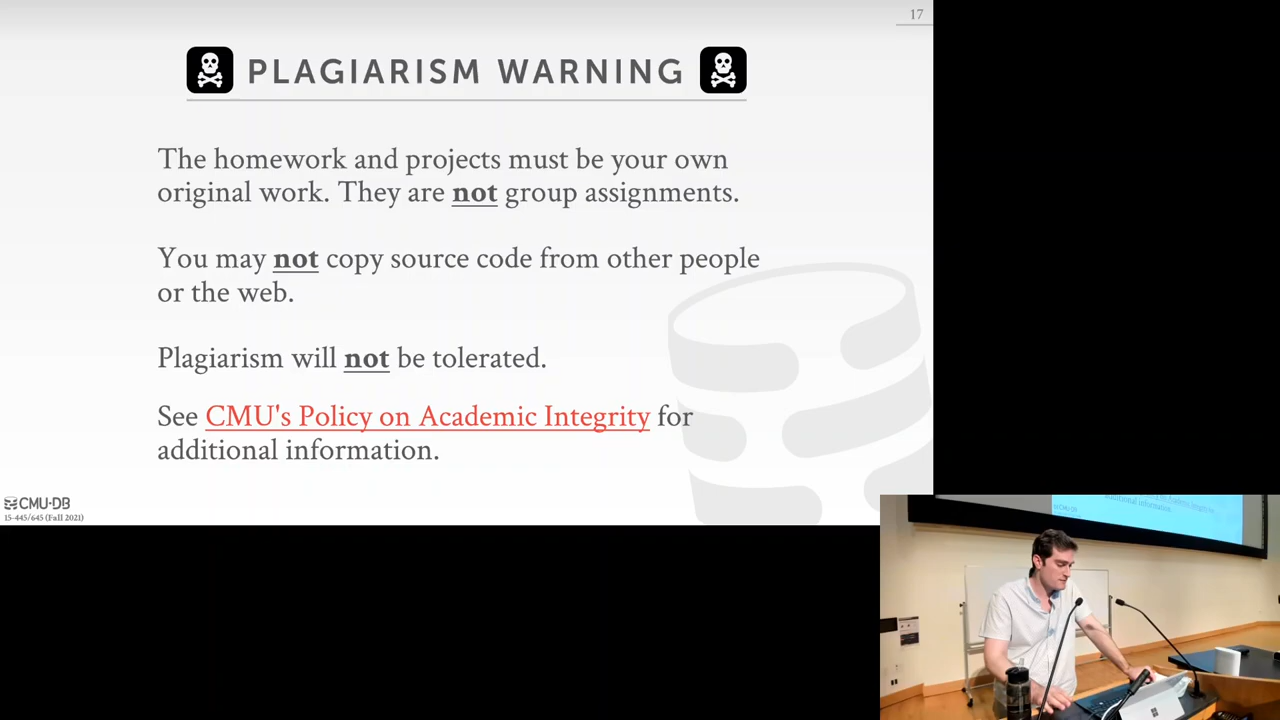 17
PLAGIARISM WARNING
The homework and projects must be your own
original work. They are not group assignments.
You may not copy source code from other people
or the web.
Plagiarism will not be tolerated.
See CMU's Policy on Academic Integrity for
additional information.
CMU·DB
15-445/645 (Fall 2021)
additional information.